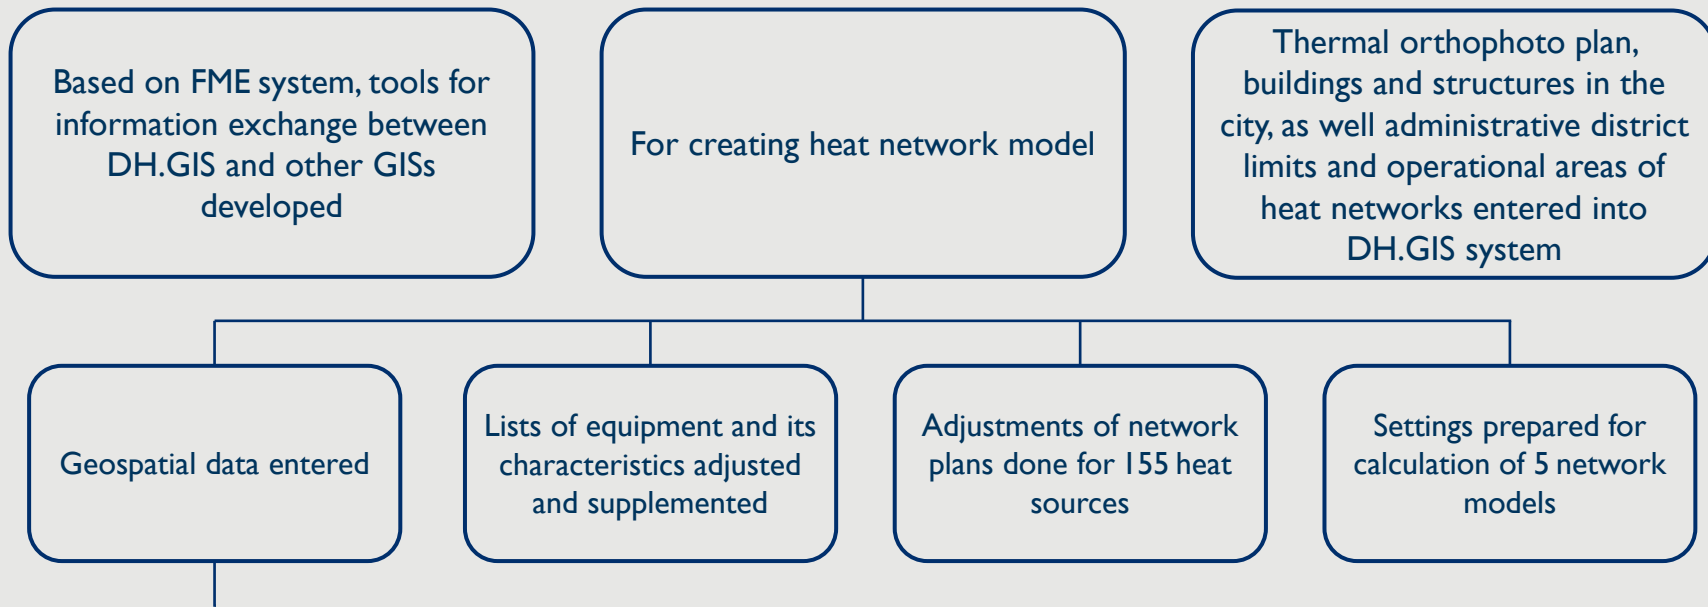 Based on FME system, tools for
information exchange between
DH.GIS and other GISs
developed
For creating heat network model
Thermal orthophoto plan,
buildings and structures in the
city, as well administrative district
limits and operational areas of
heat networks entered into
DH.GIS system
Geospatial data entered
Lists of equipment and its
characteristics adjusted
and supplemented
Adjustments of network
plans done for 155 heat
sources
Settings prepared for
calculation of 5 network
models